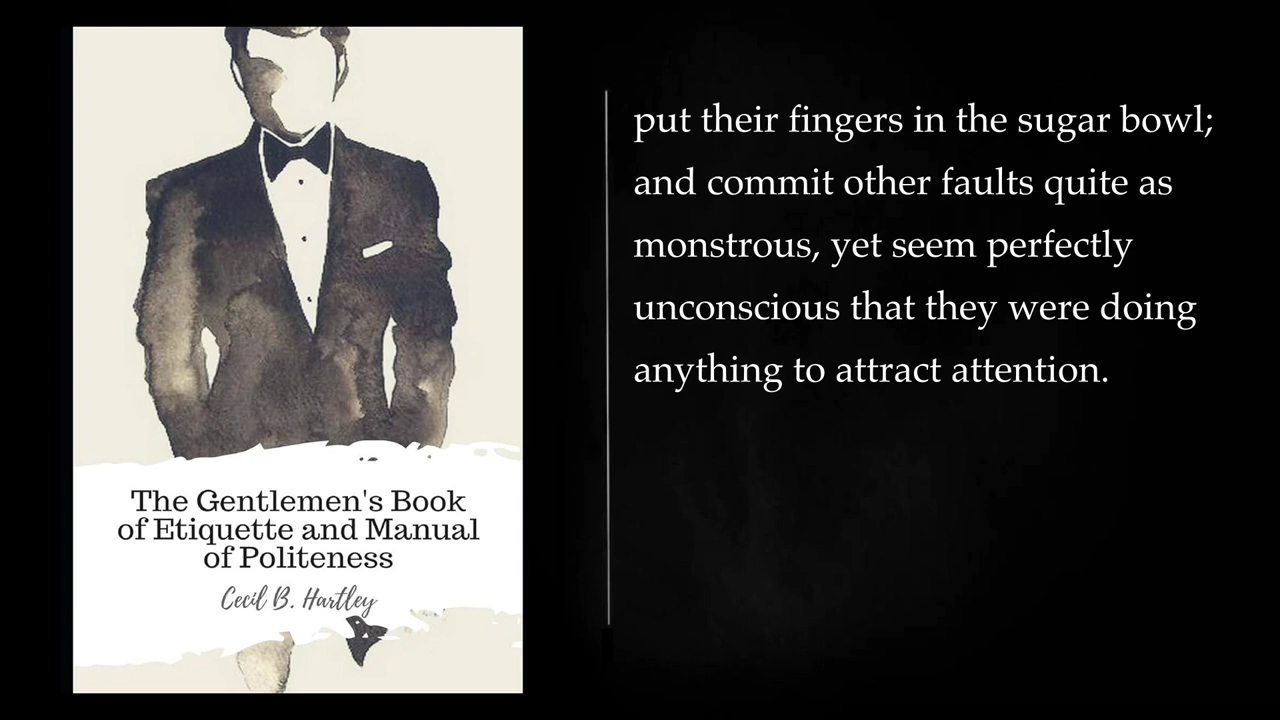 The Gentlemen's Book
of Etiquette and Manual
of Politeness
Cecil B. Hartley
put their fingers in the sugar bowl;
and commit other faults quite as
monstrous, yet seem perfectly
unconscious that they were doing
anything to attract attention.